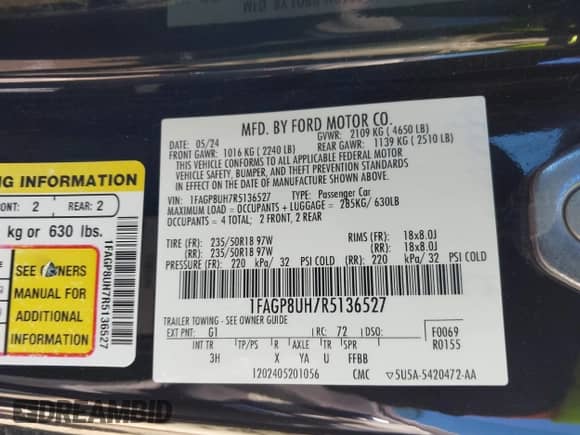 MFD. BY FORD MOTOR CO.
DATE: 05/24 GVWR: 2109 KG ( 4650 LB)
FRONT GAWR: 1016 KG ( 2240 LB) REAR GAWR: 1139 KG ( 2510 LB)
THIS VEHICLE CONFORMS TO ALL APPLICABLE FEDERAL MOTOR
VEHICLE SAFETY, BUMPER, AND THEFT PREVENTION STANDARDS IN
EFFECT ON THE DATE OF MANUFACTURE SHOWN ABOVE.
VIN: 1FAGP8UH7R5136527 TYPE: Passenger Car
MAXIMUM LOAD = OCCUPANTS + LUGGAGE = 285KG/ 630LB
OCCUPANTS = 4 TOTAL; 2 FRONT, 2 REAR
TIRE (FR): 235/50R18 97W RIMS (FR): 18x8.0J
(RR): 235/50R18 97W (RR): 18x8.0J
PRESSURE (FR): 220 kPa/ 32 PSI COLD (RR): 220 kPa/ 32 PSI COLD
1FAGP8UH7R5136527
TRAILER TOWING - SEE OWNER GUIDE
EXT PNT: G1 RC: 72 DSO: F0069
R0155
INT TR TP/PS R AXLE TR SPR
3H X YA U FFBB
1202405201056 CMC 5U5A-5420472-AA
NG INFORMATION
RONT: 2 REAR: 2
kg or 630 lbs.
SEE OWNERS
MANUAL FOR
ADDITIONAL
INFORMATION
1FAGP8UH7R5136527
DREAMBID